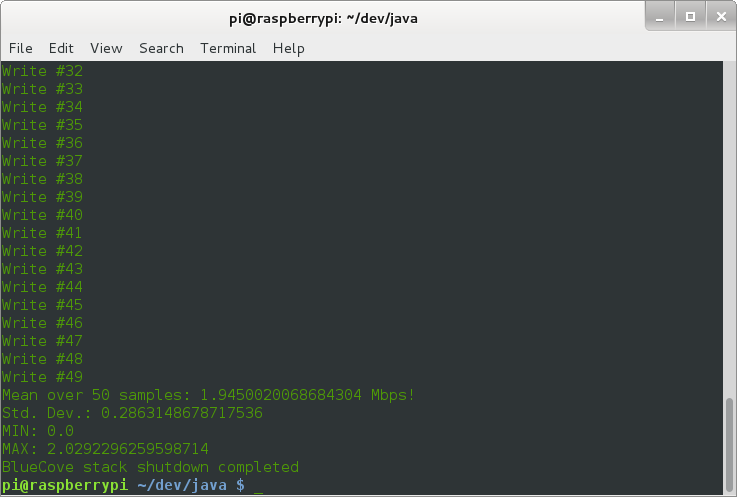 pi@raspberrypi: ~/dev/java
File Edit View Search Terminal Help
Write #32
Write #33
Write #34
Write #35
Write #36
Write #37
Write #38
Write #39
Write #40
Write #41
Write #42
Write #43
Write #44
Write #45
Write #46
Write #47
Write #48
Write #49
Mean over 50 samples: 1.9450020068684304 Mbps!
Std. Dev.: 0.2863148678717536
MIN: 0.0
MAX: 2.0292296259598714
BlueCove stack shutdown completed
pi@raspberrypi ~/dev/java $ _